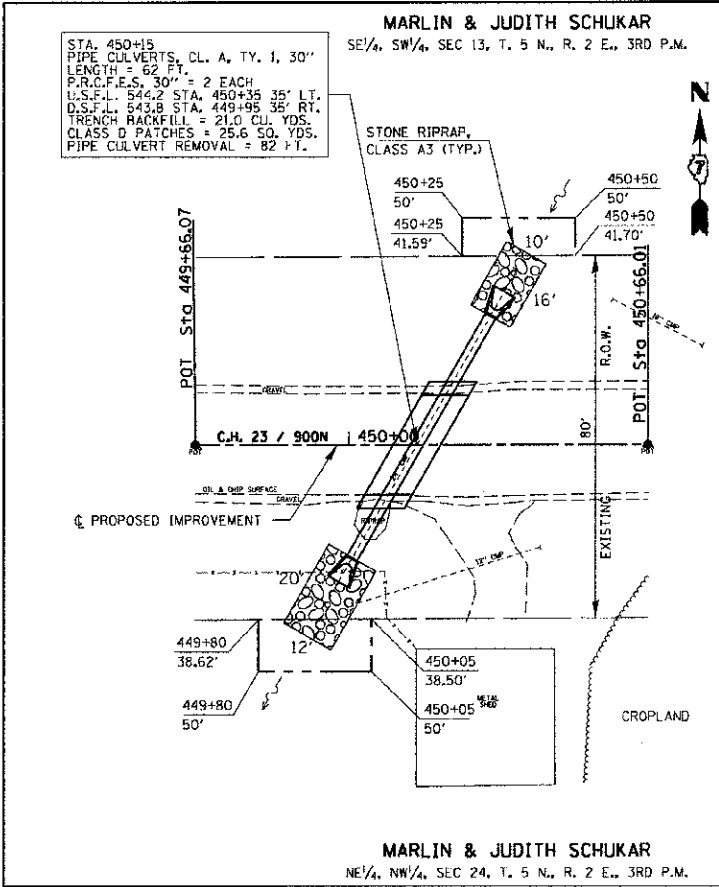 MARLIN & JUDITH SCHUKAR
SE¼, SW¼, SEC 13, T. 5 N., R. 2 E., 3RD P.M.
STA. 450+15
PIPE CULVERTS, CL. A, TY. 1, 30"
LENGTH = 62 FT.
P.R.C.F.E.S. 30" = 2 EACH
U.S.F.L. 544.2 STA. 450+35 35' LT.
D.S.F.L. 543.8 STA. 449+95 35' RT.
TRENCH BACKFILL = 21.0 CU. YDS.
CLASS D PATCHES = 25.6 SQ. YDS.
PIPE CULVERT REMOVAL = 82 FT.
N
STONE RIPRAP,
CLASS A3 (TYP.)
450+25
50'
450+25
41.59'
450+50
50'
450+50
41.70'
10'
16'
POT Sta 449+66.07
POT Sta 450+66.01
R.O.W.
80'
EXISTING
GRAVEL
C.H. 23 / 900N
450+00
POT
POT
OIL & CHIP SURFACE
GRAVEL
℄ PROPOSED IMPROVEMENT
RIPRAP
12" CMP
20'
12'
449+80
38.62'
449+80
50'
450+05
38.50'
450+05
50'
METAL
SHED
CROPLAND
MARLIN & JUDITH SCHUKAR
NE¼, NW¼, SEC 24, T. 5 N., R. 2 E., 3RD P.M.